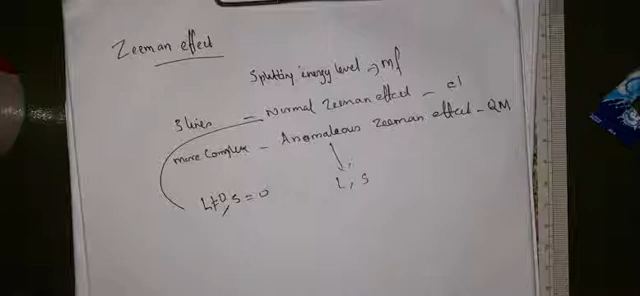 Zeeman effect
Splitting energy level → mf
3 lines - Normal Zeeman effect - cl
more complex - Anomaleous Zeeman effect - QM
L, S
L≠0, S = 0